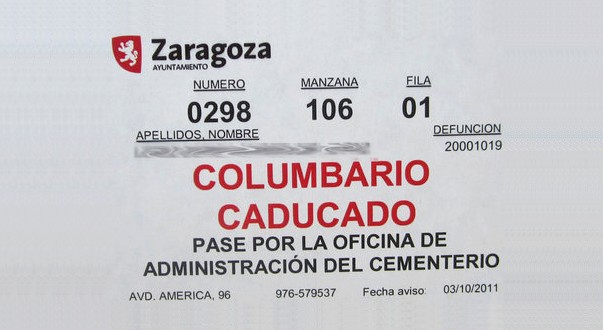 Zaragoza
AYUNTAMIENTO
NUMERO MANZANA FILA
0298 106 01
APELLIDOS, NOMBRE DEFUNCION
20001019
COLUMBARIO
CADUCADO
PASE POR LA OFICINA DE
ADMINISTRACIÓN DEL CEMENTERIO
AVD. AMERICA, 96 976-579537 Fecha aviso: 03/10/2011